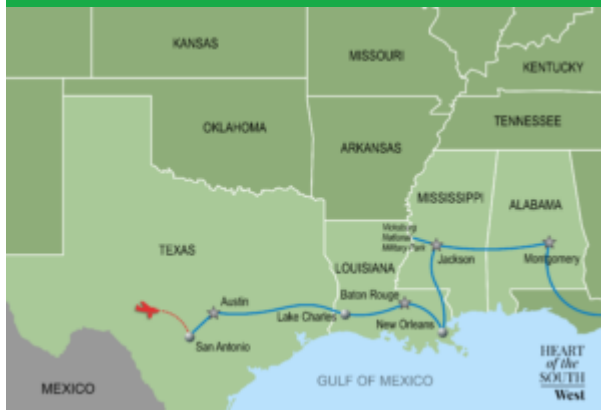 KANSAS
MISSOURI
KENTUCKY
OKLAHOMA
TENNESSEE
ARKANSAS
MISSISSIPPI
ALABAMA
Vicksburg
National
Military Park
TEXAS
Jackson
Montgomery
LOUISIANA
Austin
Baton Rouge
Lake Charles
New Orleans
San Antonio
HEART
of the
SOUTH
West
GULF OF MEXICO
MEXICO